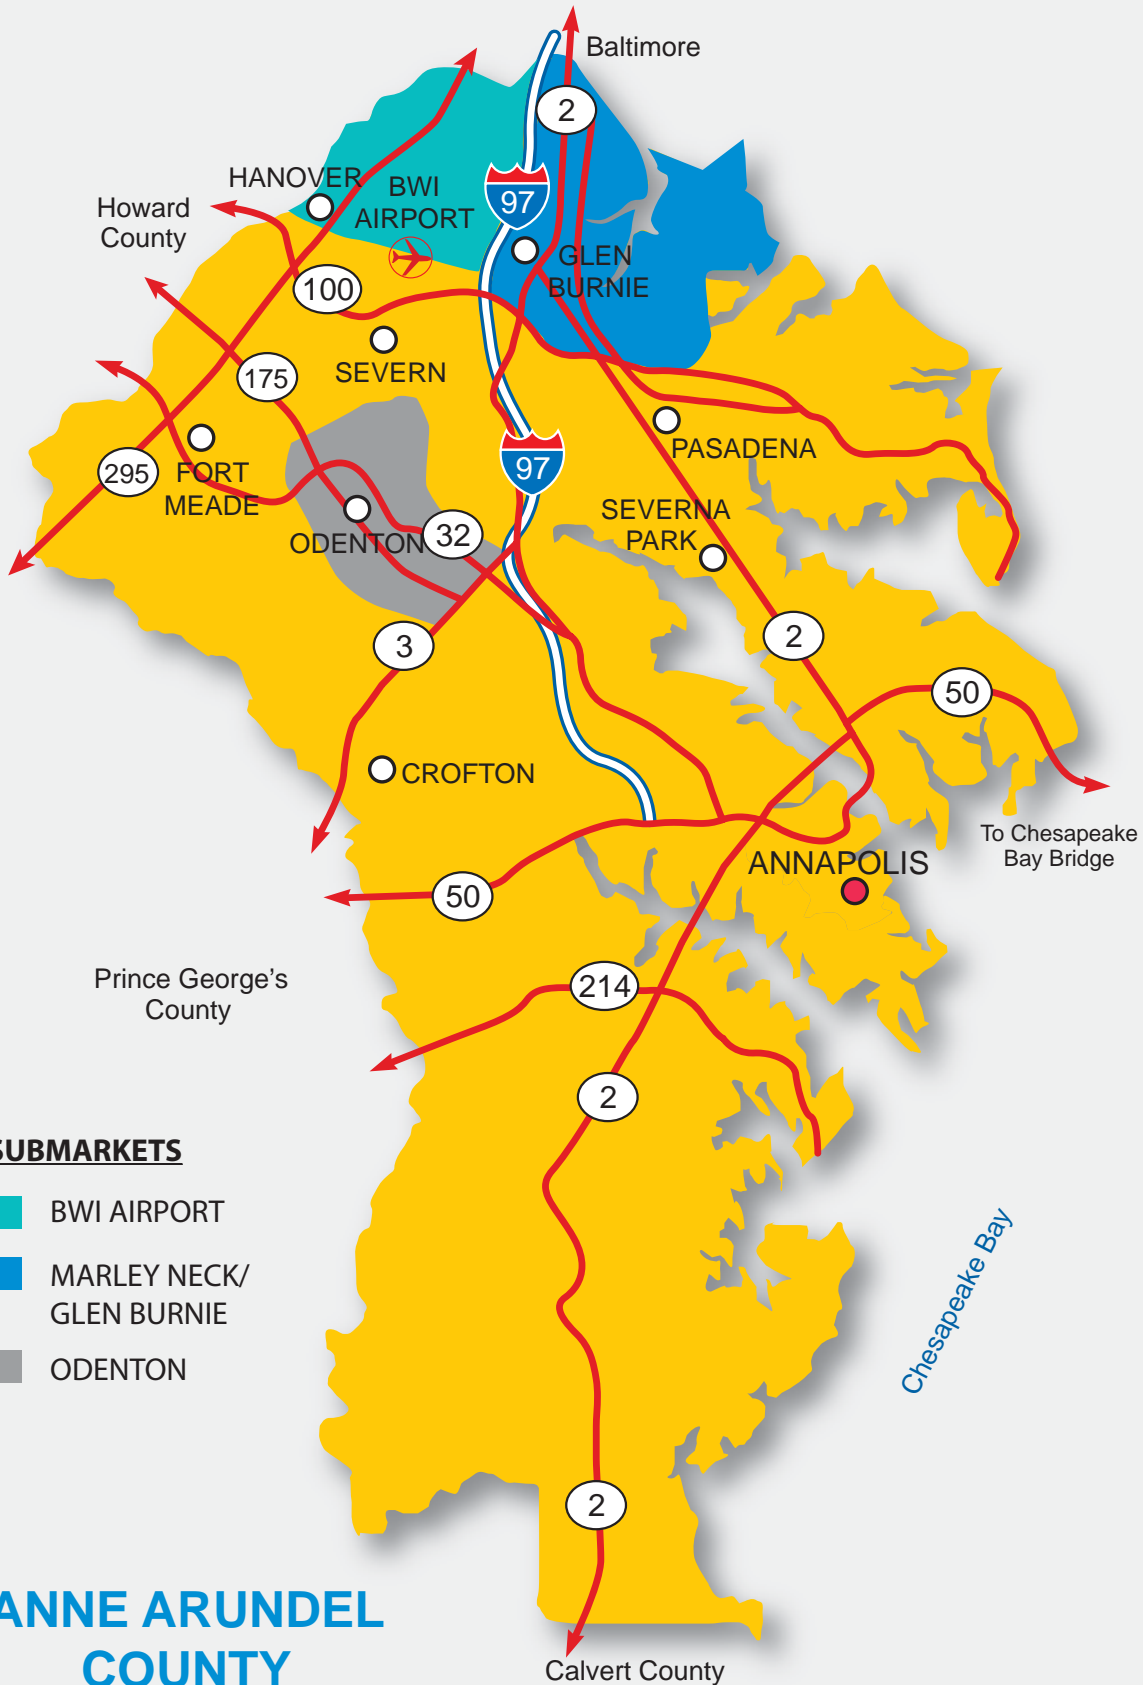 Baltimore
2
HANOVER
BWI
AIRPORT
97
Howard
County
GLEN
BURNIE
100
SEVERN
175
PASADENA
295
FORT
MEADE
97
SEVERNA
PARK
ODENTON
32
3
2
50
CROFTON
To Chesapeake
Bay Bridge
ANNAPOLIS
50
Prince George's
County
214
2
SUBMARKETS
BWI AIRPORT
MARLEY NECK/
GLEN BURNIE
ODENTON
Chesapeake Bay
2
ANNE ARUNDEL
COUNTY
Calvert County